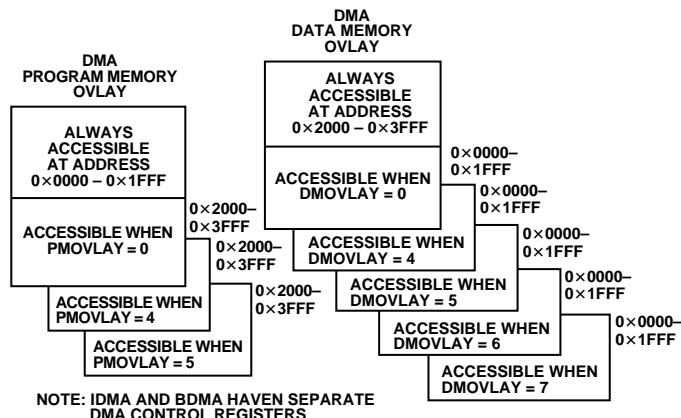 DMA
PROGRAM MEMORY
OVLAY
ALWAYS
ACCESSIBLE
AT ADDRESS
0×0000 – 0×1FFF
ACCESSIBLE WHEN
PMOVLAY = 0
0×2000–
0×3FFF
ACCESSIBLE WHEN
PMOVLAY = 4
0×2000–
0×3FFF
ACCESSIBLE WHEN
PMOVLAY = 5
0×2000–
0×3FFF
DMA
DATA MEMORY
OVLAY
ALWAYS
ACCESSIBLE
AT ADDRESS
0×2000 – 0×3FFF
ACCESSIBLE WHEN
DMOVLAY = 0
0×0000–
0×1FFF
ACCESSIBLE WHEN
DMOVLAY = 4
0×0000–
0×1FFF
ACCESSIBLE WHEN
DMOVLAY = 5
0×0000–
0×1FFF
ACCESSIBLE WHEN
DMOVLAY = 6
0×0000–
0×1FFF
ACCESSIBLE WHEN
DMOVLAY = 7
0×0000–
0×1FFF
NOTE: IDMA AND BDMA HAVEN SEPARATE
DMA CONTROL REGISTERS